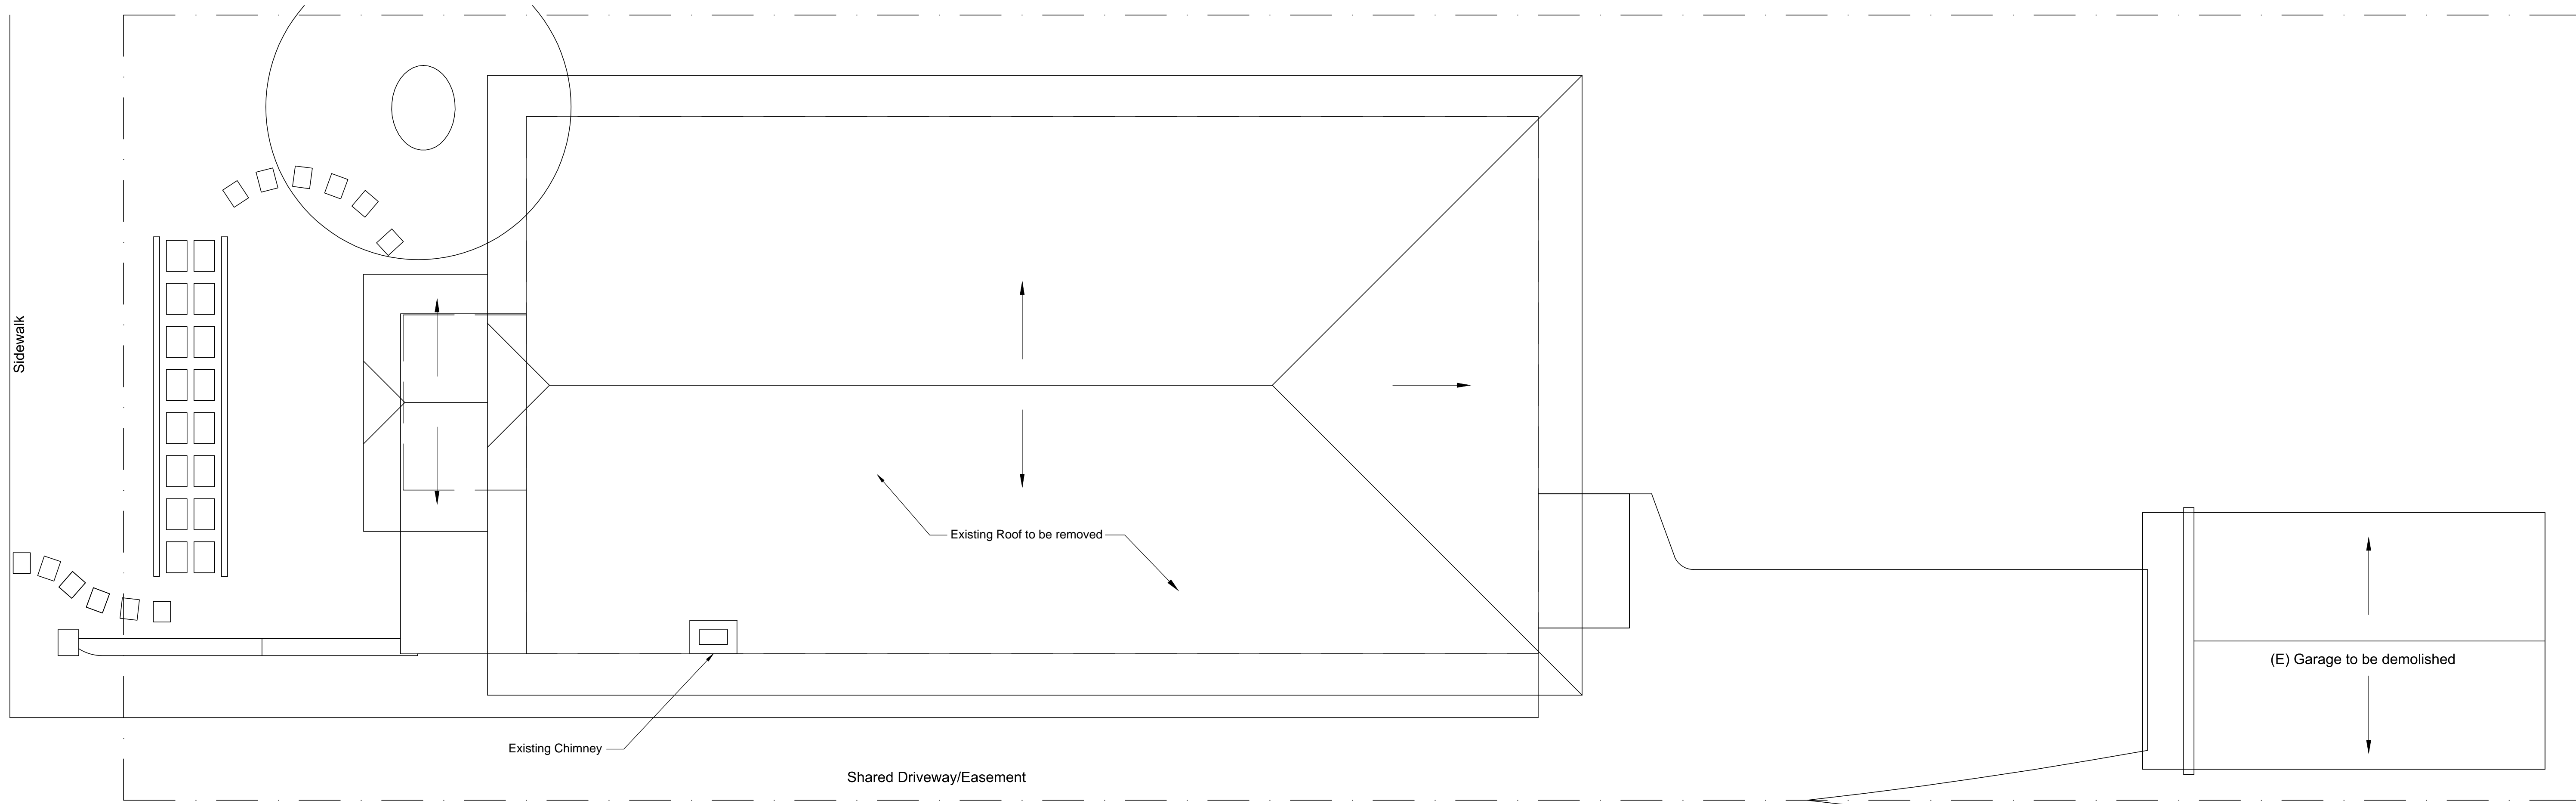 Sidewalk
Existing Roof to be removed
(E) Garage to be demolished
Existing Chimney
Shared Driveway/Easement